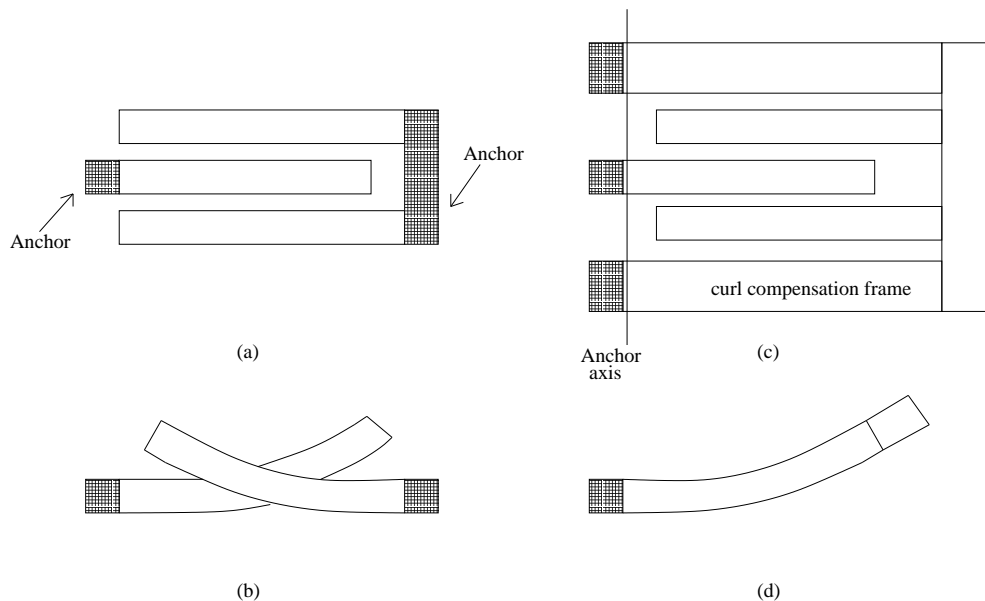 Anchor
Anchor
(a)
curl compensation frame
Anchor
axis
(c)
(b)
(d)